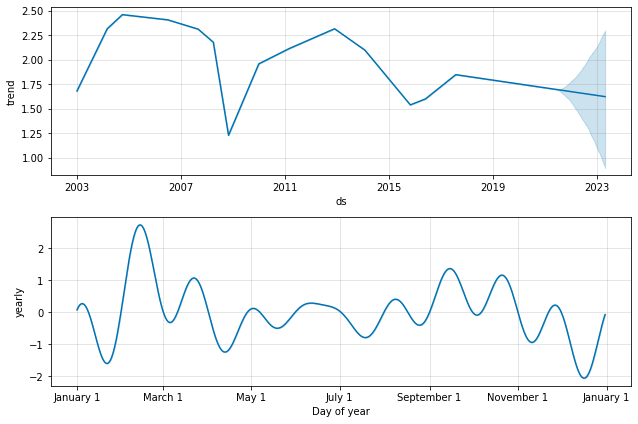 2.50
2.25
2.00
1.75
1.50
1.25
1.00
trend
2003 2007 2011 2015 2019 2023
ds
2
1
0
−1
−2
yearly
January 1 March 1 May 1 July 1 September 1 November 1 January 1
Day of year